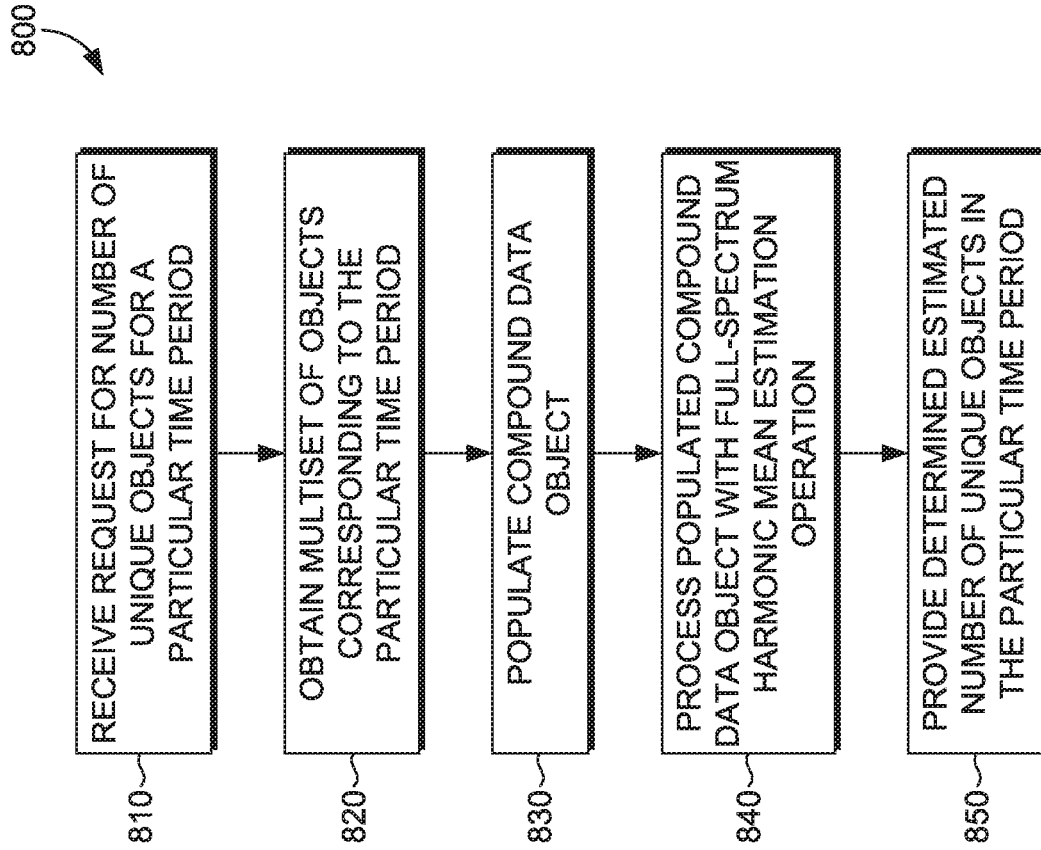 800
810
RECEIVE REQUEST FOR NUMBER OF
UNIQUE OBJECTS FOR A
PARTICULAR TIME PERIOD
820
OBTAIN MULTISET OF OBJECTS
CORRESPONDING TO THE
PARTICULAR TIME PERIOD
830
POPULATE COMPOUND DATA
OBJECT
840
PROCESS POPULATED COMPOUND
DATA OBJECT WITH FULL-SPECTRUM
HARMONIC MEAN ESTIMATION
OPERATION
850
PROVIDE DETERMINED ESTIMATED
NUMBER OF UNIQUE OBJECTS IN
THE PARTICULAR TIME PERIOD